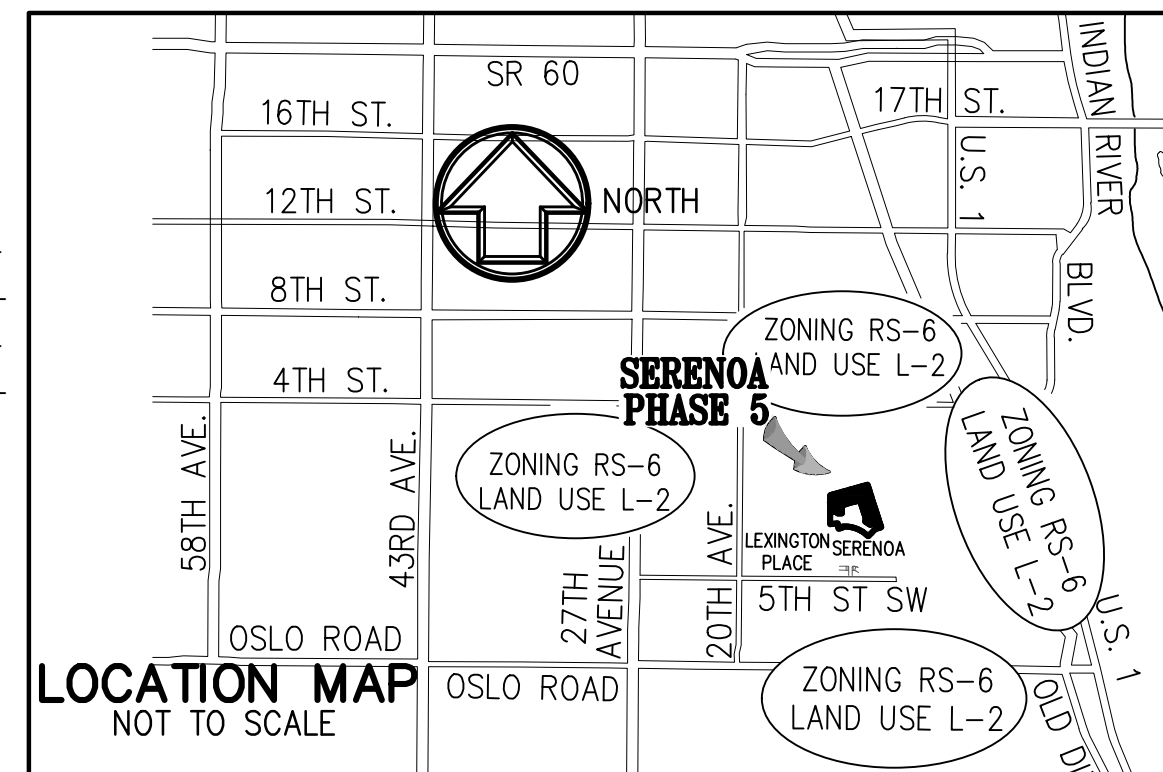 SR 60
16TH ST.
17TH ST.
INDIAN RIVER
BLVD.
U.S. 1
12TH ST.
NORTH
8TH ST.
ZONING RS-6
LAND USE L-2
SERENOA
PHASE 5
4TH ST.
ZONING RS-6
LAND USE L-2
ZONING RS-6
LAND USE L-2
58TH AVE.
43RD AVE.
27TH
AVENUE
20TH AVE.
LEXINGTON
PLACE
SERENOA
5TH ST SW
U.S. 1
OSLO ROAD
OSLO ROAD
ZONING RS-6
LAND USE L-2
OLD
LOCATION MAP
NOT TO SCALE